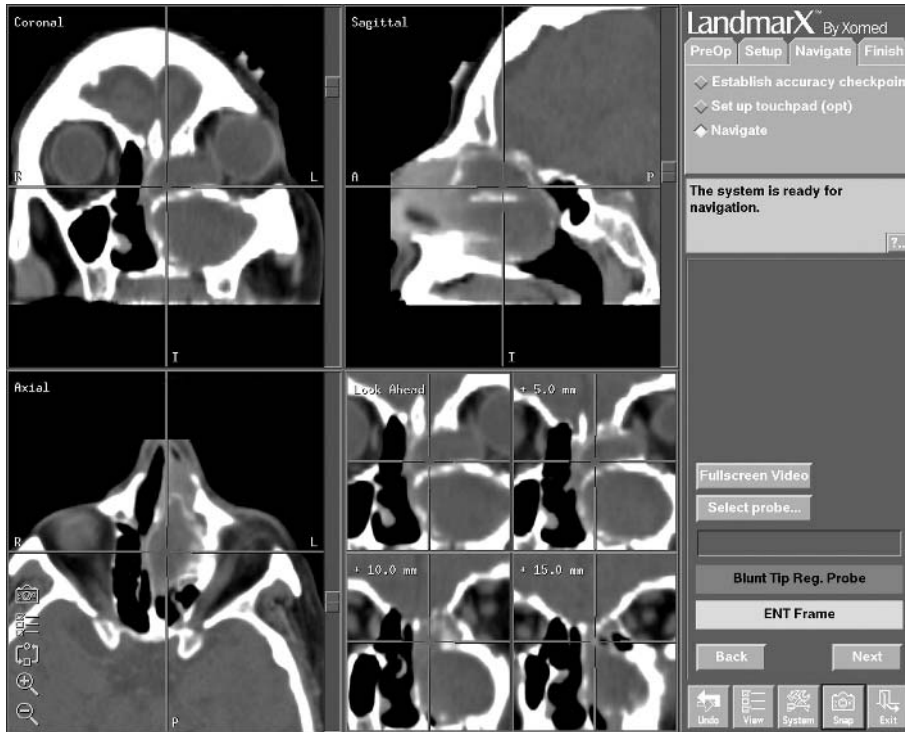 Coronal
R
L
I
Sagittal
A
P
I
Axial
R
L
P
Look Ahead
+ 5.0 mm
+ 10.0 mm
+ 15.0 mm
LandmarX™ By Xomed
PreOp Setup Navigate Finish
Establish accuracy checkpoin
Set up touchpad (opt)
Navigate
The system is ready for
navigation.
?..
Fullscreen Video
Select probe...
Blunt Tip Reg. Probe
ENT Frame
Back Next
Undo View System Snap Exit